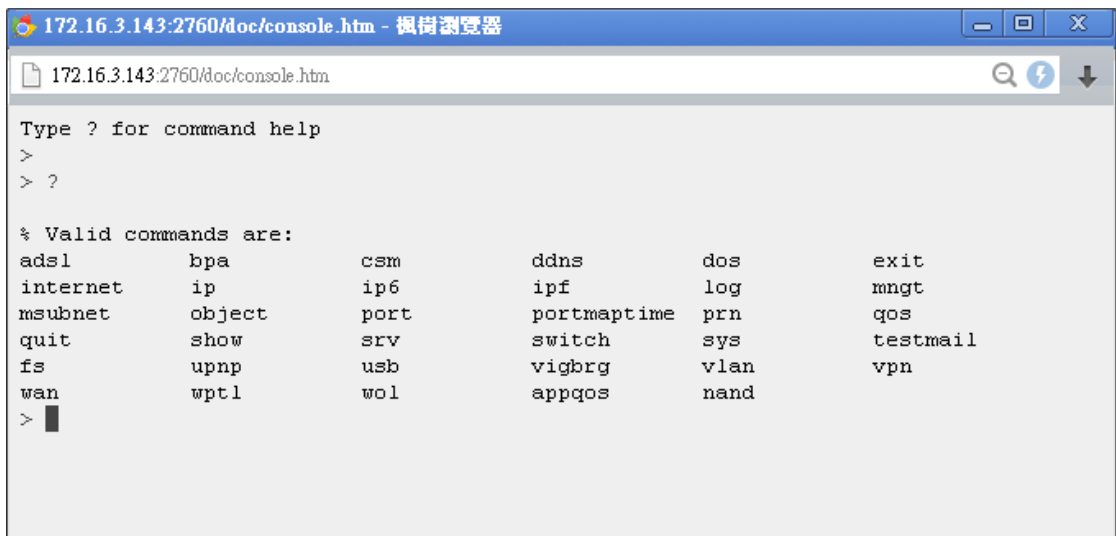 172.16.3.143:2760/doc/console.htm - 楓樹瀏覽器
172.16.3.143:2760/doc/console.htm
Type ? for command help
>
> ?
% Valid commands are:
adsl bpa csm ddns dos exit
internet ip ip6 ipf log mngt
msubnet object port portmaptime prn qos
quit show srv switch sys testmail
fs upnp usb vigbrg vlan vpn
wan wptl wol appqos nand
>